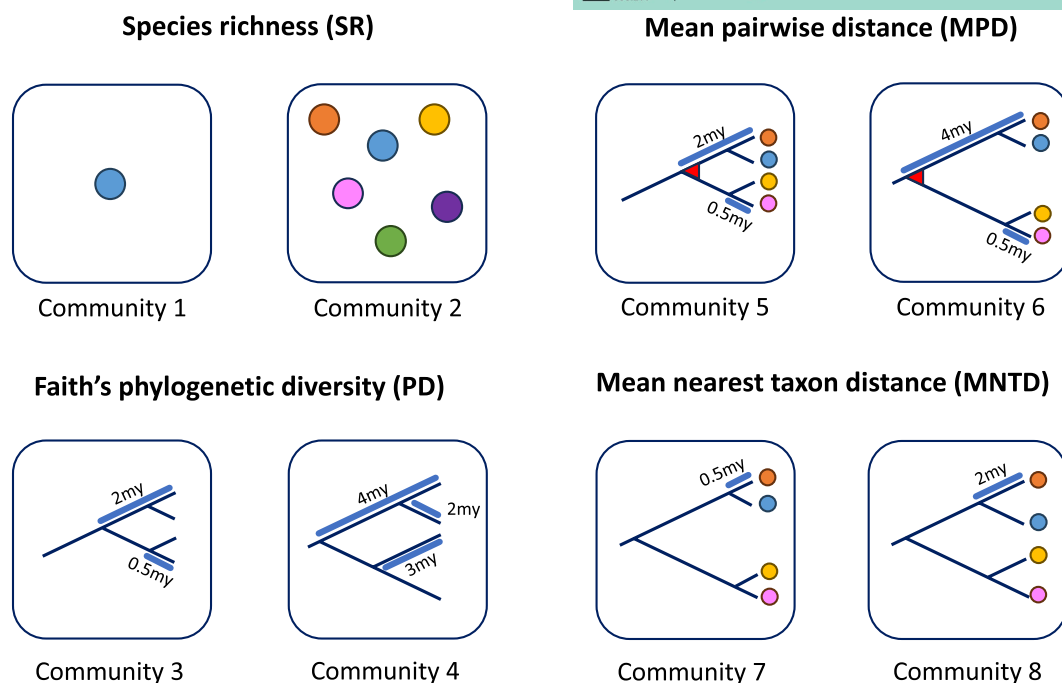 Species richness (SR)
Community 1
Community 2
Mean pairwise distance (MPD)
2my
0.5my
Community 5
4my
0.5my
Community 6
Faith's phylogenetic diversity (PD)
2my
0.5my
Community 3
4my
2my
3my
Community 4
Mean nearest taxon distance (MNTD)
0.5my
Community 7
2my
Community 8